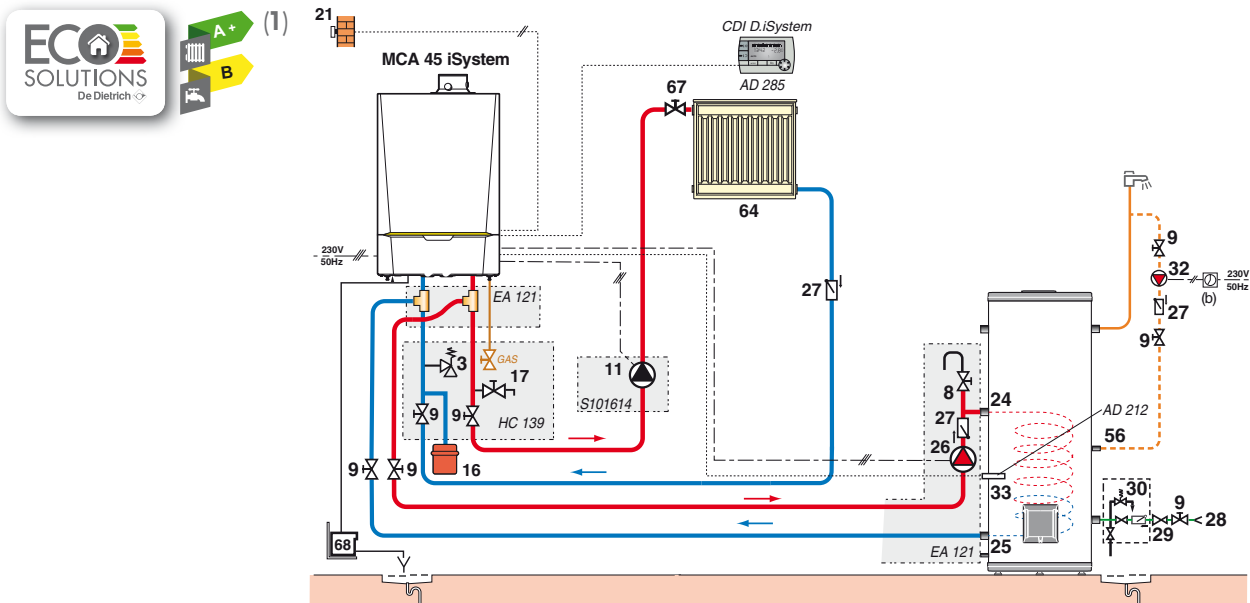 ECO
SOLUTIONS
De Dietrich
A+
B
(1)
21
MCA 45 iSystem
CDI D.iSystem
AD 285
67
64
230V
50Hz
EA 121
3
GAS
17
9
9
HC 139
16
9
9
11
S101614
27
8
24
27
26
33
25
EA 121
AD 212
9
32
230V
50Hz
(b)
27
9
56
30
9
28
29
68